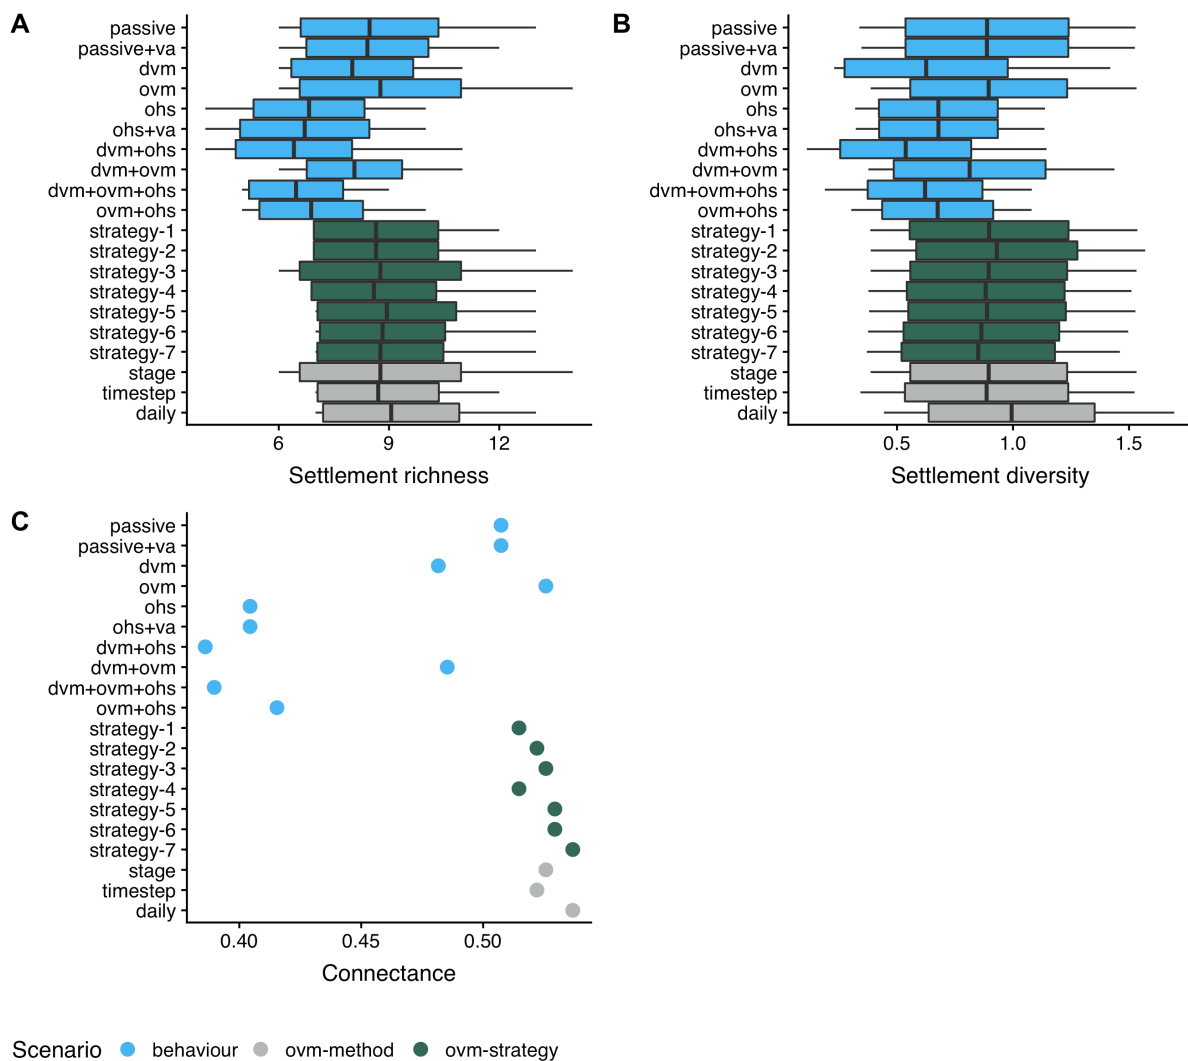 A
passive
passive+va
dvm
ovm
ohs
ohs+va
dvm+ohs
dvm+ovm
dvm+ovm+ohs
ovm+ohs
strategy-1
strategy-2
strategy-3
strategy-4
strategy-5
strategy-6
strategy-7
stage
timestep
daily
6 9 12
Settlement richness
B
passive
passive+va
dvm
ovm
ohs
ohs+va
dvm+ohs
dvm+ovm
dvm+ovm+ohs
ovm+ohs
strategy-1
strategy-2
strategy-3
strategy-4
strategy-5
strategy-6
strategy-7
stage
timestep
daily
0.5 1.0 1.5
Settlement diversity
C
passive
passive+va
dvm
ovm
ohs
ohs+va
dvm+ohs
dvm+ovm
dvm+ovm+ohs
ovm+ohs
strategy-1
strategy-2
strategy-3
strategy-4
strategy-5
strategy-6
strategy-7
stage
timestep
daily
0.40 0.45 0.50
Connectance
Scenario behaviour ovm-method ovm-strategy